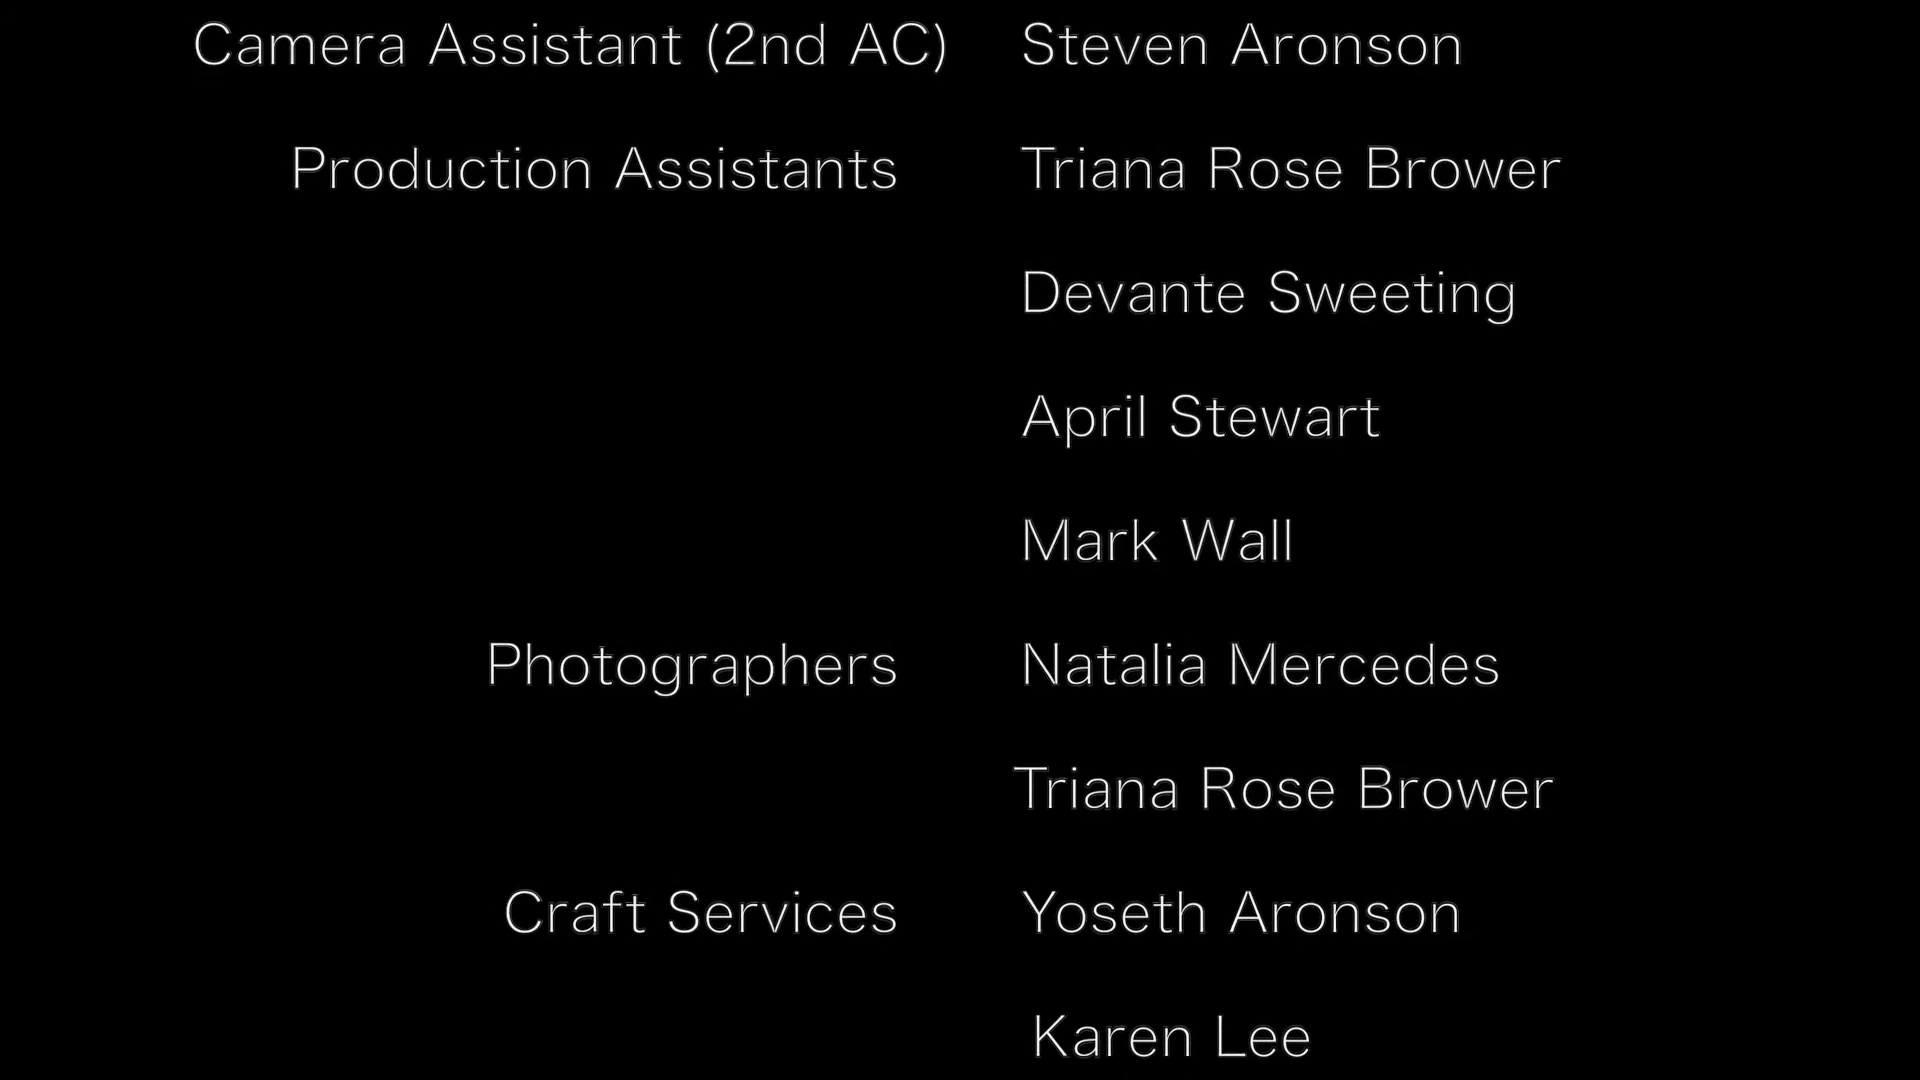 Camera Assistant (2nd AC) Steven Aronson
Production Assistants Triana Rose Brower
Devante Sweeting
April Stewart
Mark Wall
Photographers Natalia Mercedes
Triana Rose Brower
Craft Services Yoseth Aronson
Karen Lee